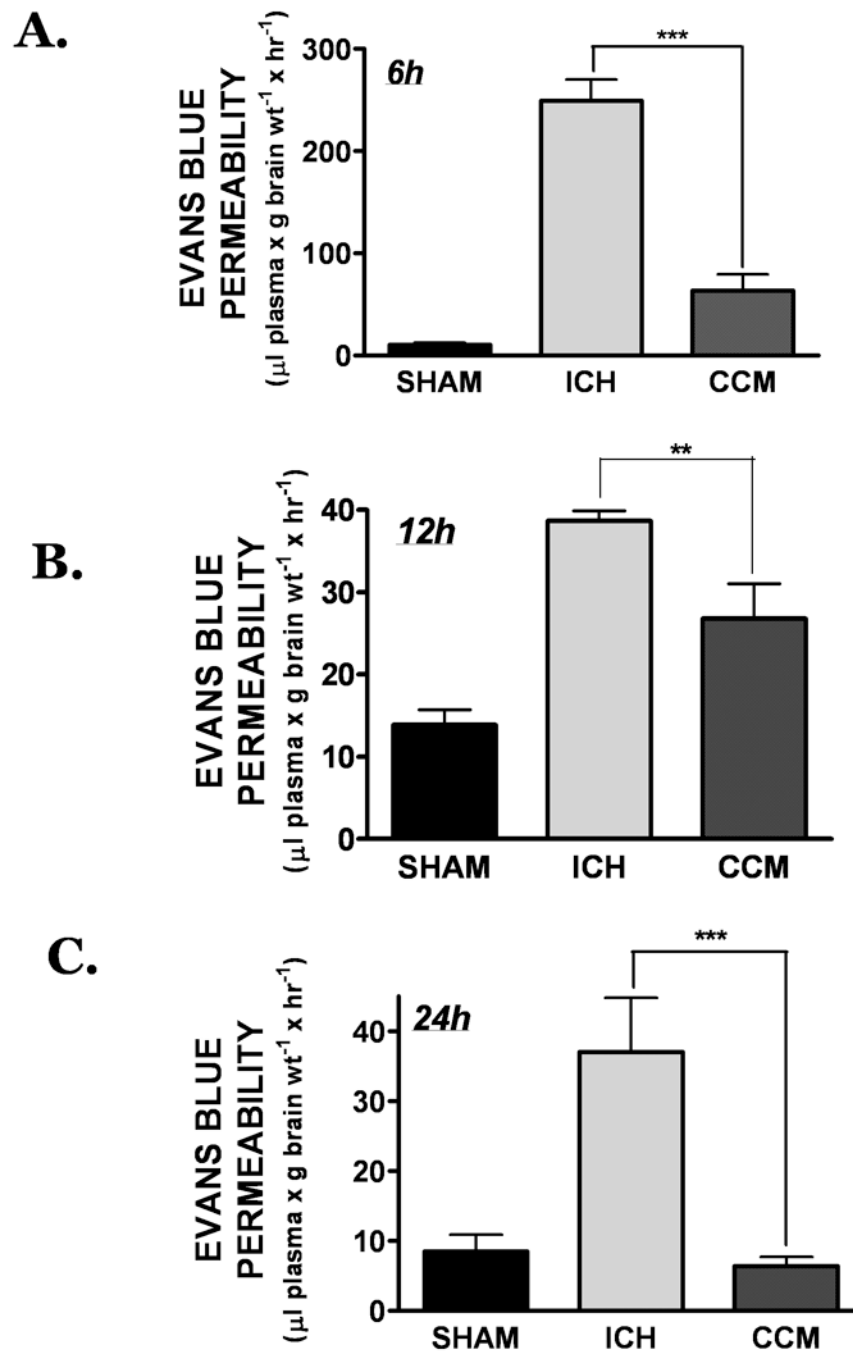 A.
EVANS BLUE
PERMEABILITY
(μl plasma x g brain wt⁻¹ x hr⁻¹)
300
200
100
0
6h
***
SHAM ICH CCM
B.
EVANS BLUE
PERMEABILITY
(μl plasma x g brain wt⁻¹ x hr⁻¹)
40
30
20
10
0
12h
**
SHAM ICH CCM
C.
EVANS BLUE
PERMEABILITY
(μl plasma x g brain wt⁻¹ x hr⁻¹)
40
30
20
10
0
24h
***
SHAM ICH CCM